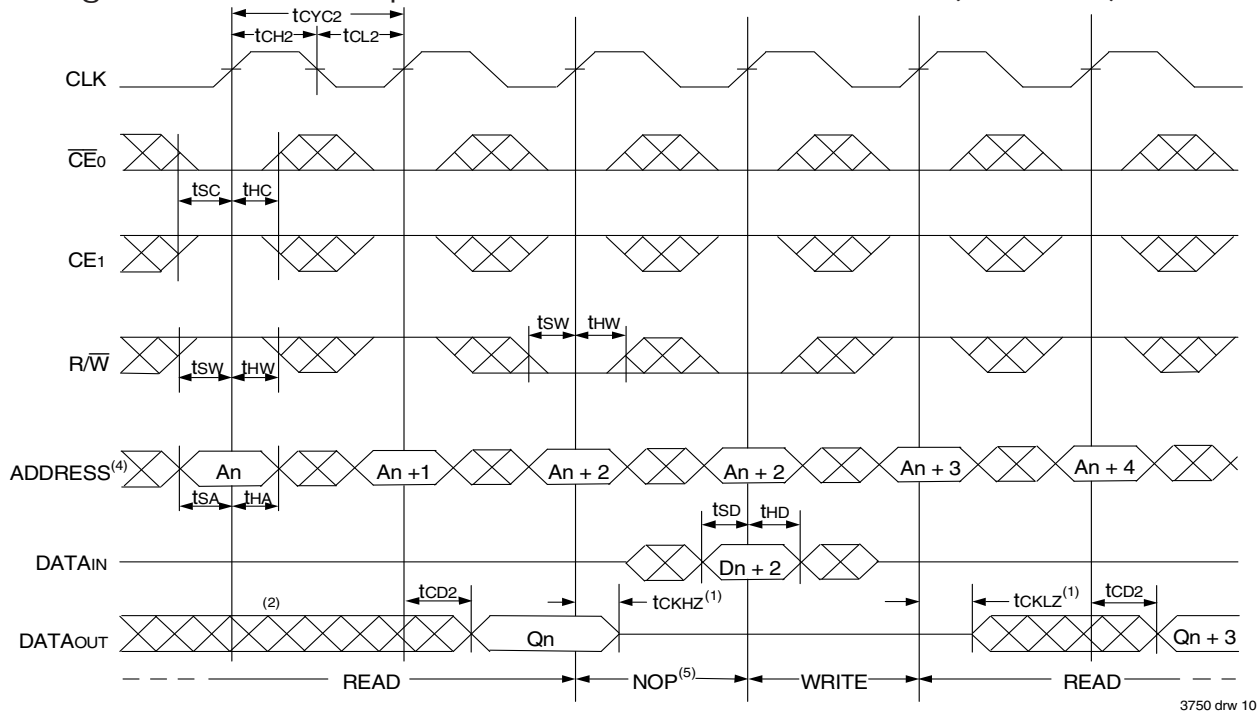 tCYC2
tCH2 tCL2
CLK
CE0
tSC tHC
CE1
tSW tHW
R/W
tSW tHW
ADDRESS(4) An An +1 An + 2 An + 2 An + 3 An + 4
tSA tHA
tSD tHD
DATAIN Dn + 2
tCD2 tCKHZ(1) tCKLZ(1) tCD2
(2)
DATAOUT Qn Qn + 3
READ NOP(5) WRITE READ
3750 drw 10